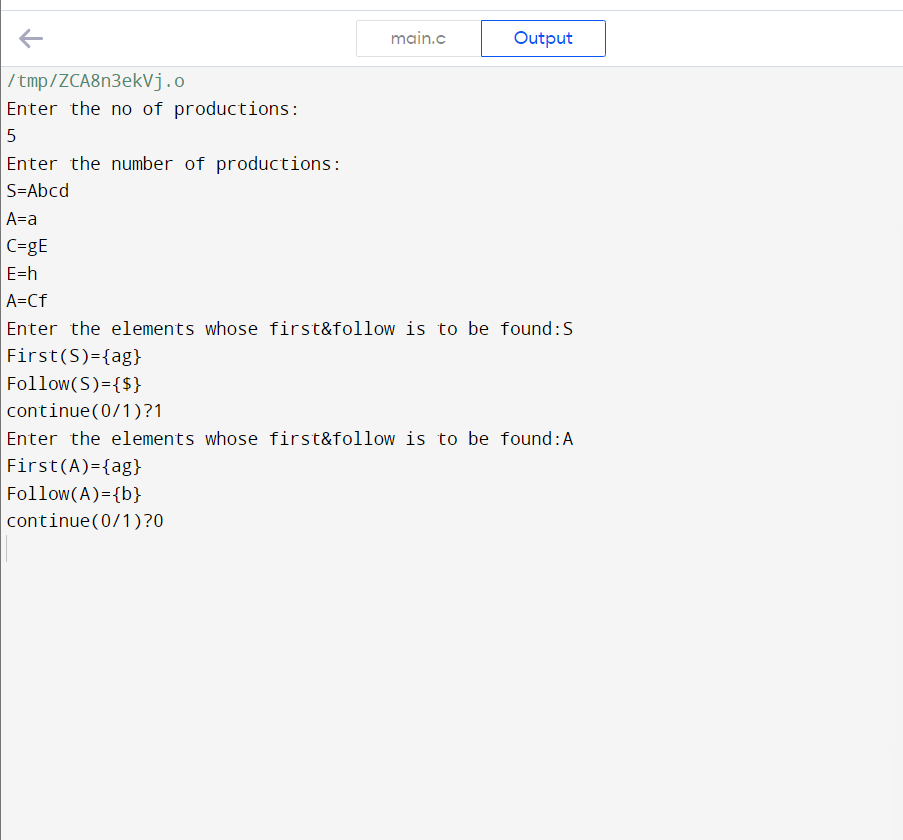 main.c Output
/tmp/ZCA8n3ekVj.o
Enter the no of productions:
5
Enter the number of productions:
S=Abcd
A=a
C=gE
E=h
A=Cf
Enter the elements whose first&follow is to be found:S
First(S)={ag}
Follow(S)={$}
continue(0/1)?1
Enter the elements whose first&follow is to be found:A
First(A)={ag}
Follow(A)={b}
continue(0/1)?0